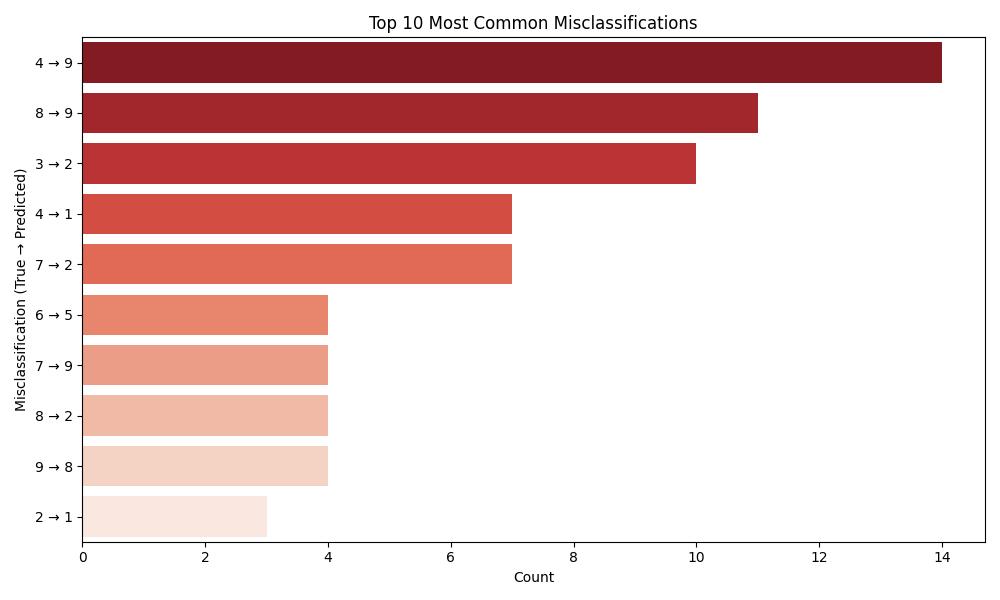 Top 10 Most Common Misclassifications
Misclassification (True → Predicted)
4 → 9
8 → 9
3 → 2
4 → 1
7 → 2
6 → 5
7 → 9
8 → 2
9 → 8
2 → 1
0 2 4 6 8 10 12 14
Count